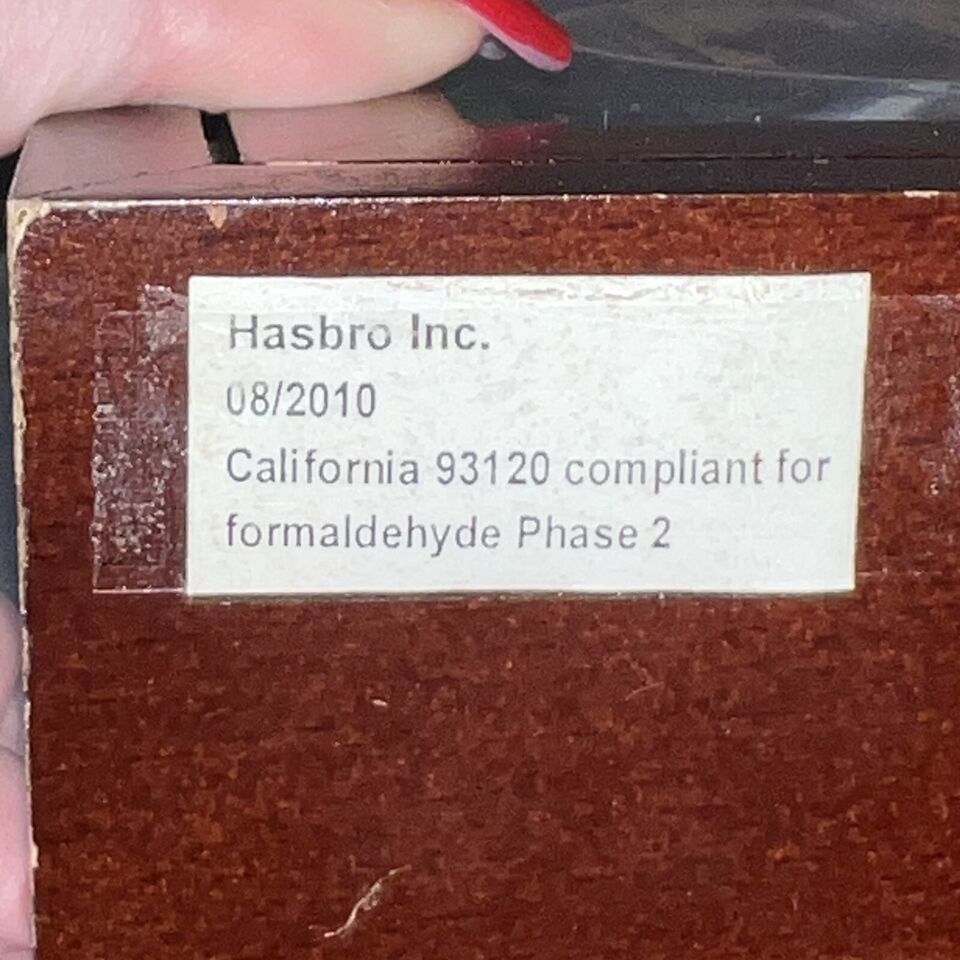 Hasbro Inc.
08/2010
California 93120 compliant for
formaldehyde Phase 2